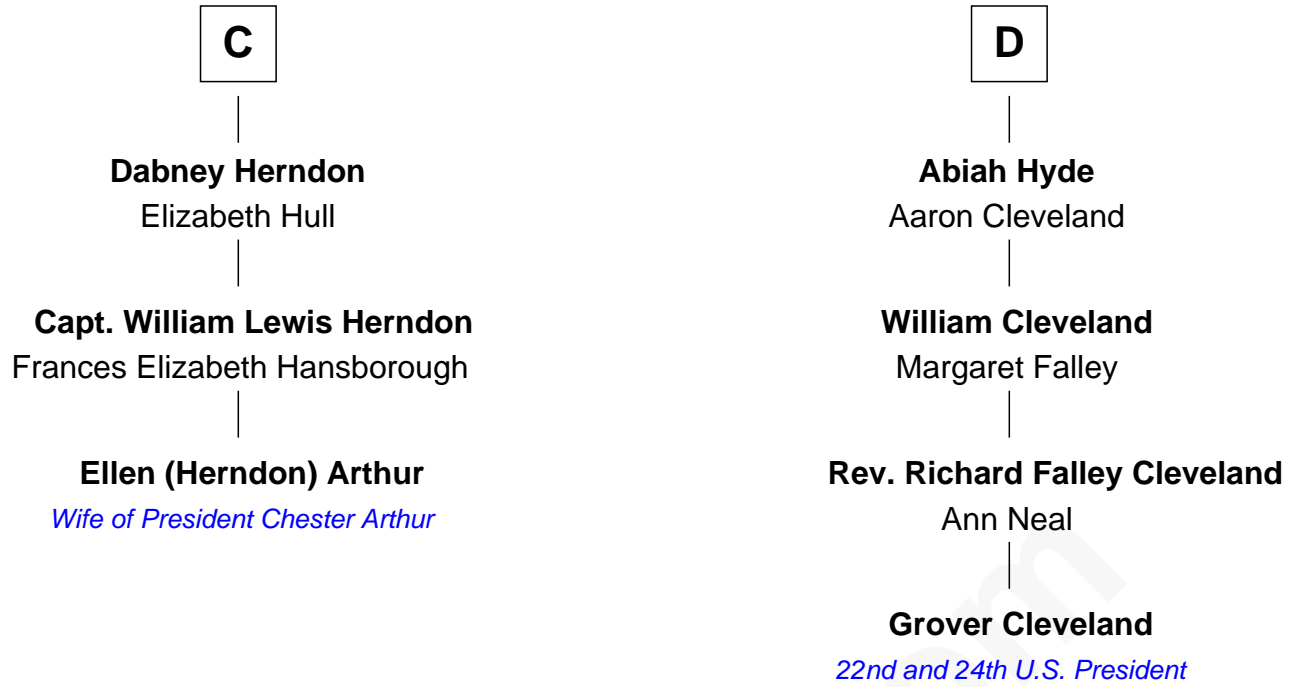 C
Dabney Herndon
Elizabeth Hull
Capt. William Lewis Herndon
Frances Elizabeth Hansborough
Ellen (Herndon) Arthur
Wife of President Chester Arthur
D
Abiah Hyde
Aaron Cleveland
William Cleveland
Margaret Falley
Rev. Richard Falley Cleveland
Ann Neal
Grover Cleveland
22nd and 24th U.S. President